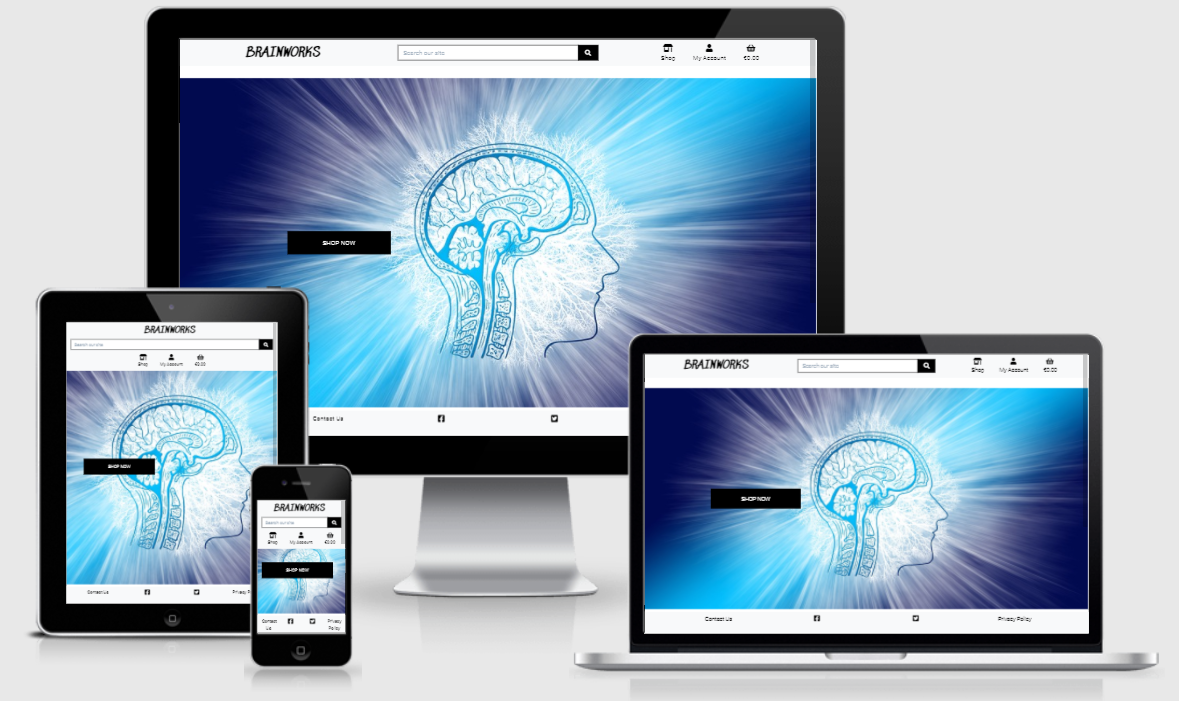 BRAINWORKS
Search our site
Shop
My Account
€0.00
SHOP NOW
Contact Us
BRAINWORKS
Search our site
Shop
My Account
€0.00
SHOP NOW
Contact Us
Privacy P
BRAINWORKS
Search our site
Shop
My Account
€0.00
SHOP NOW
Contact
Us
Privacy
Policy
BRAINWORKS
Search our site
Shop
My Account
€0.00
SHOP NOW
Contact Us
Privacy Policy